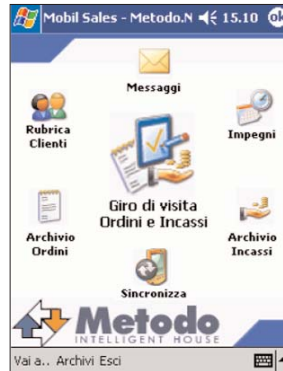 Mobil Sales - Metodo.N 15.10 ok
Messaggi
Rubrica
Clienti
Impegni
Giro di visita
Ordini e Incassi
Archivio
Ordini
Archivio
Incassi
Sincronizza
Metodo
INTELLIGENT HOUSE
Vai a.. Archivi Esci